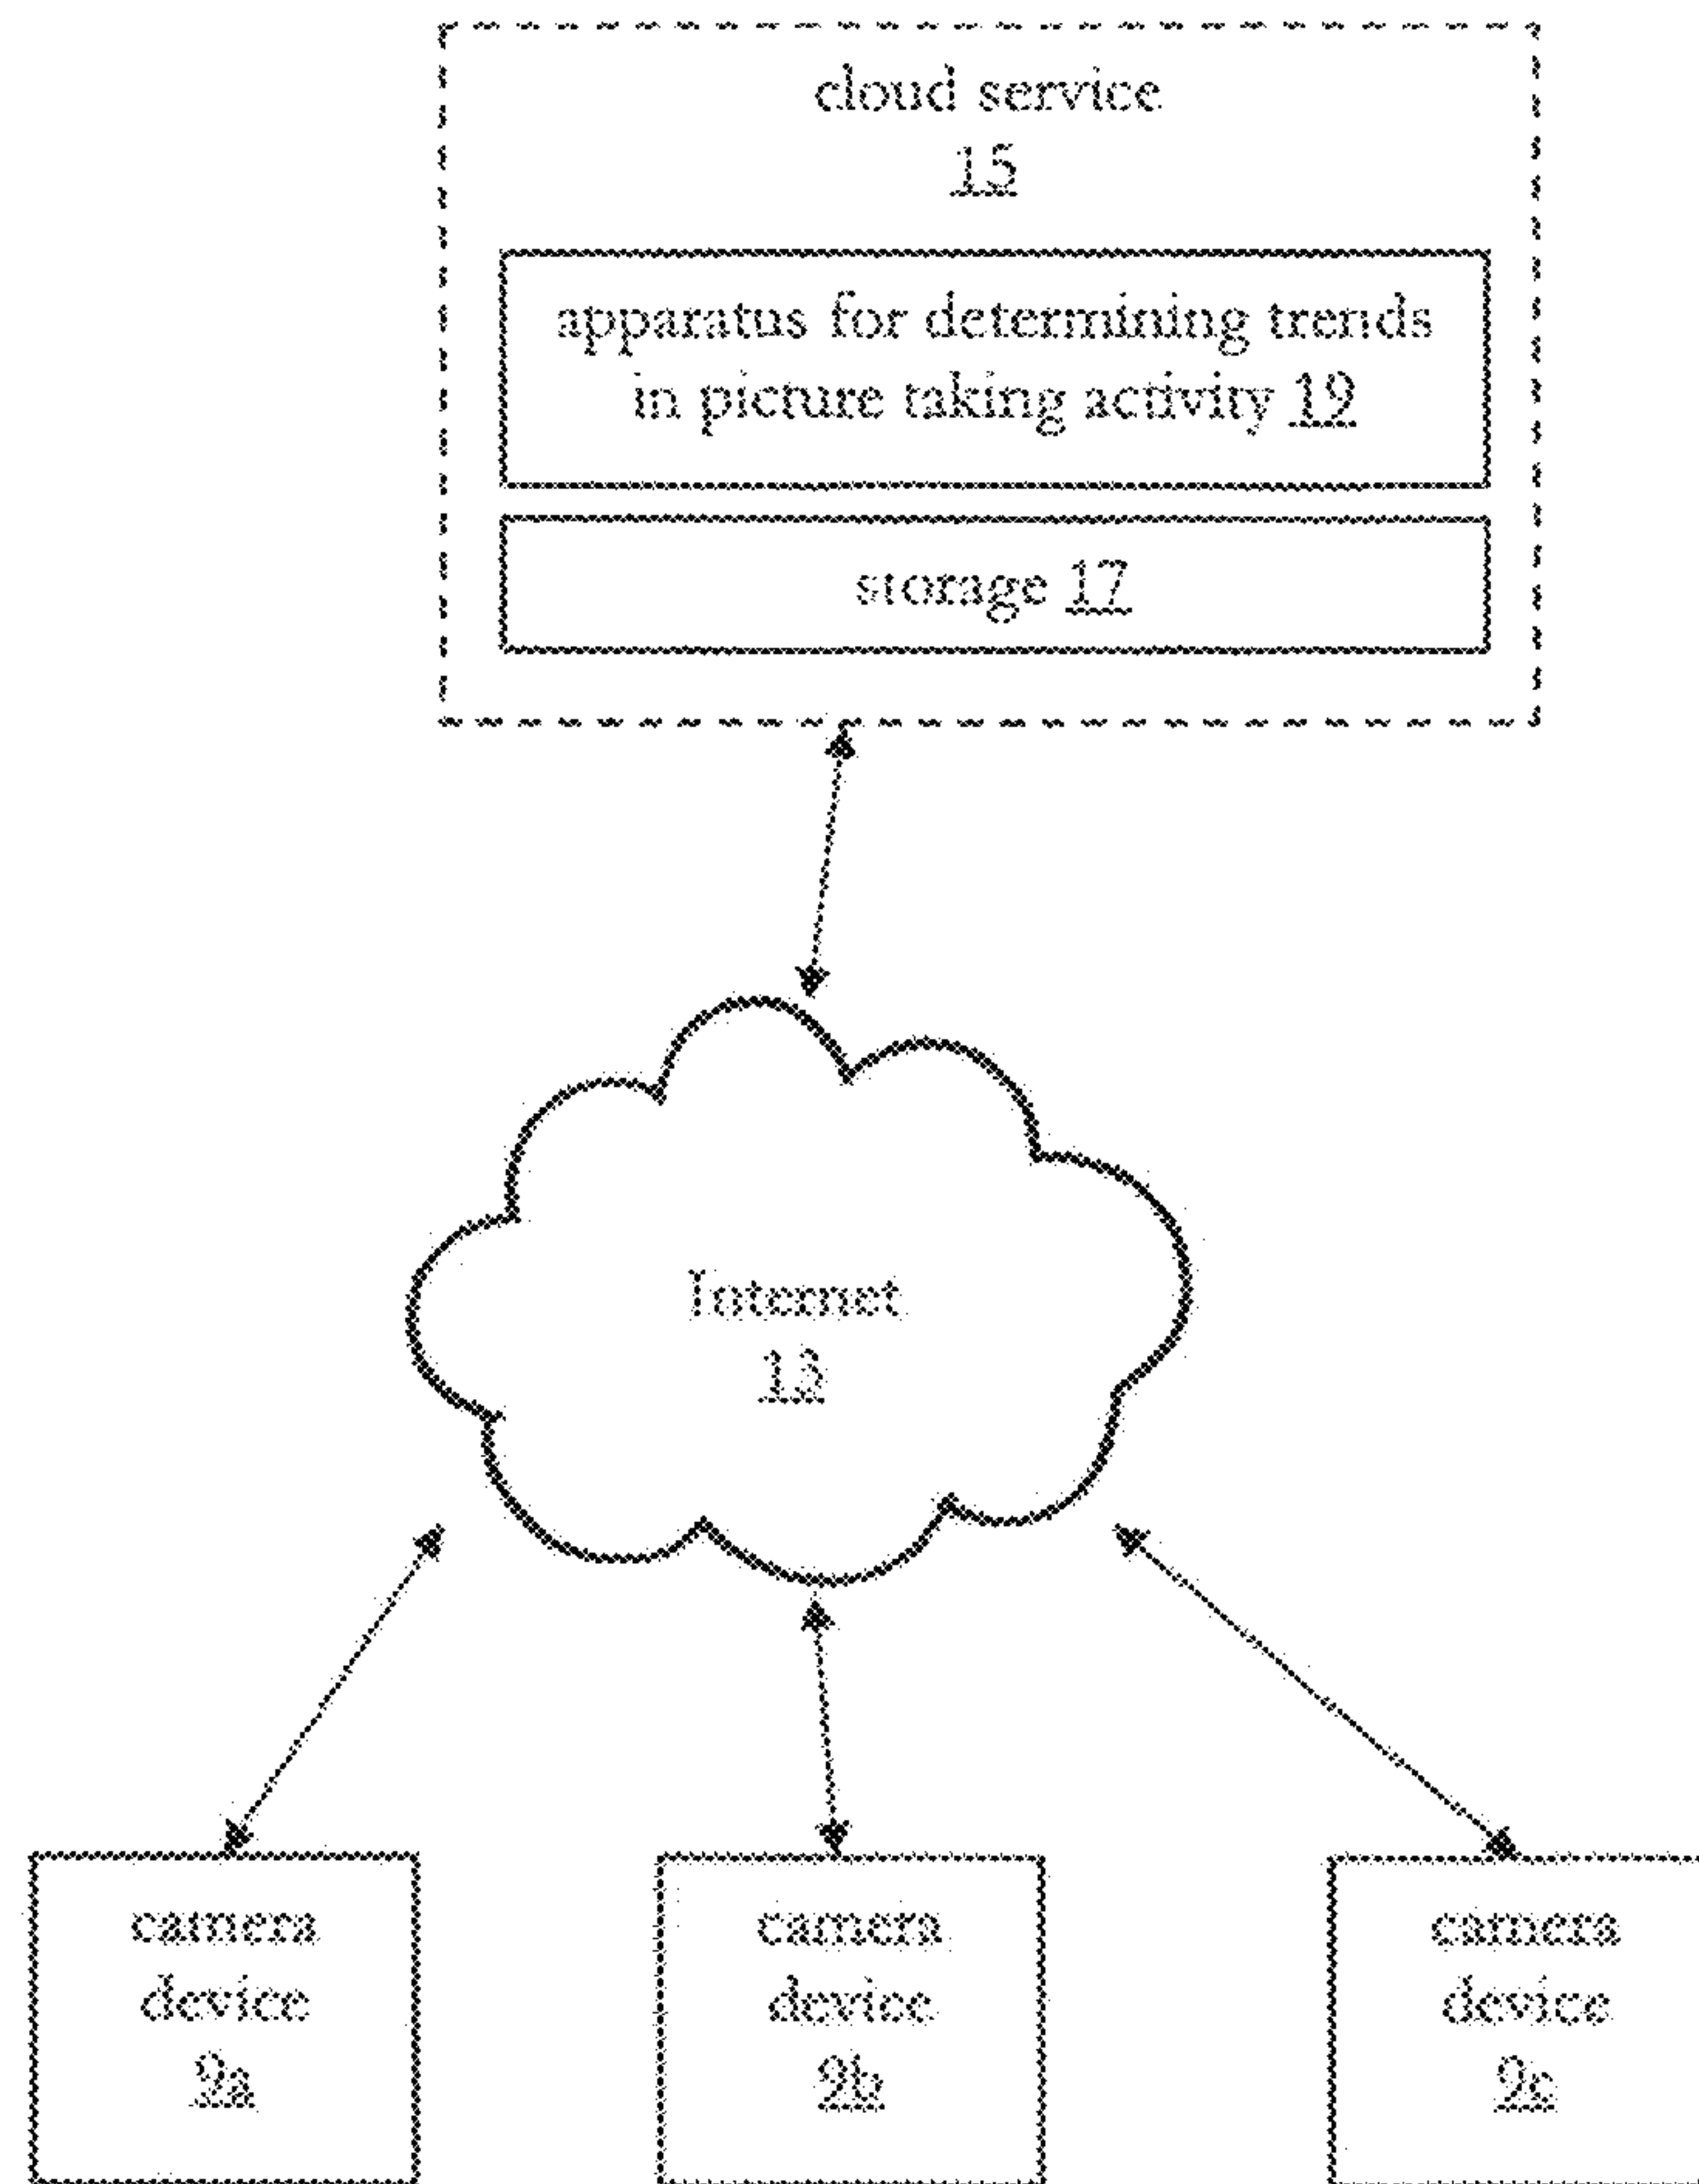 cloud service
15
apparatus for determining trends
in picture taking activity 19
storage 17
Internet
13
camera
device
9a
camera
device
9b
camera
device
9c